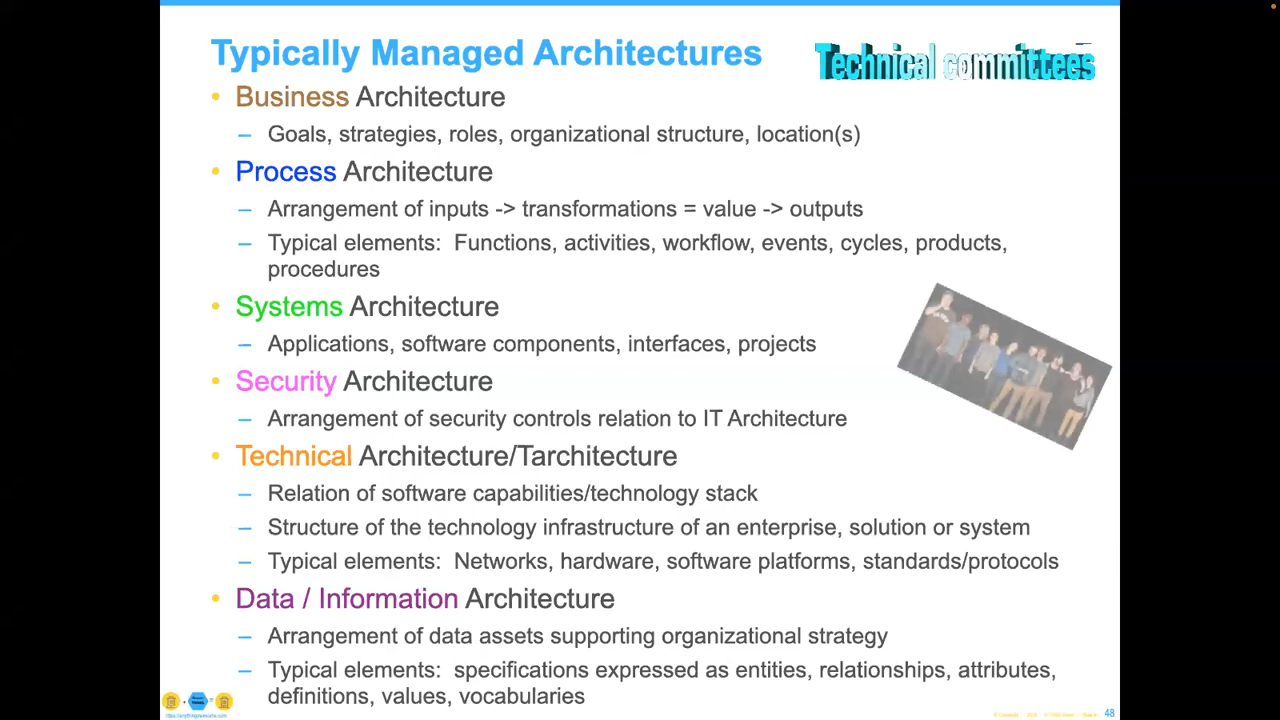 Typically Managed Architectures
Technical committees
• Business Architecture
– Goals, strategies, roles, organizational structure, location(s)
• Process Architecture
– Arrangement of inputs -> transformations = value -> outputs
– Typical elements: Functions, activities, workflow, events, cycles, products,
procedures
• Systems Architecture
– Applications, software components, interfaces, projects
• Security Architecture
– Arrangement of security controls relation to IT Architecture
• Technical Architecture/Tarchitecture
– Relation of software capabilities/technology stack
– Structure of the technology infrastructure of an enterprise, solution or system
– Typical elements: Networks, hardware, software platforms, standards/protocols
• Data / Information Architecture
– Arrangement of data assets supporting organizational strategy
– Typical elements: specifications expressed as entities, relationships, attributes,
definitions, values, vocabularies
48